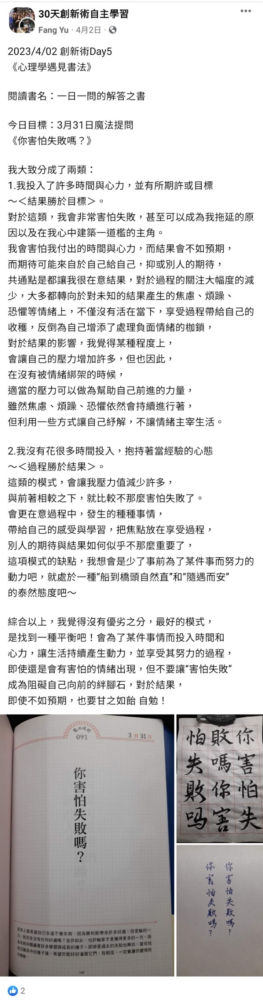 30天創新術自主學習
Fang Yu · 4月2日 ·
2023/4/02 創新術Day5
《心理學遇見書法》
閱讀書名：一日一問的解答之書
今日目標：3月31日魔法提問
《你害怕失敗嗎？》
我大致分成了兩類：
1.我投入了許多時間與心力，並有所期許或目標
～＜結果勝於目標＞。
對於這類，我會非常害怕失敗，甚至可以成為我拖延的原
因以及在我心中建築一道檻的主角。
我會害怕我付出的時間與心力，而結果會不如預期，
而期待可能來自於自己給自己，抑或別人的期待，
共通點是都讓我很在意結果，對於過程的關注大幅度的減
少，大多都轉向於對未知的結果產生的焦慮、煩躁、
恐懼等情緒上，不僅沒有活在當下，享受過程帶給自己的
收穫，反倒為自己增添了處理負面情緒的枷鎖，
對於結果的影響，我覺得某種程度上，
會讓自己的壓力增加許多，但也因此，
在沒有被情緒綁架的時候，
適當的壓力可以做為幫助自己前進的力量，
雖然焦慮、煩躁、恐懼依然會持續進行著，
但利用一些方式讓自己紓解，不讓情緒主宰生活。
2.我沒有花很多時間投入，抱持著當經驗的心態
～＜過程勝於結果＞。
這類的模式，會讓我壓力值減少許多，
與前著相較之下，就比較不那麼害怕失敗了。
會更在意過程中，發生的種種事情，
帶給自己的感受與學習，把焦點放在享受過程，
別人的期待與結果如何似乎不那麼重要了，
這項模式的缺點，我想會是少了事前為了某件事而努力的
動力吧，就處於一種“船到橋頭自然直”和“隨遇而安”
的泰然態度吧～
綜合以上，我覺得沒有優劣之分，最好的模式，
是找到一種平衡吧！會為了某件事情而投入時間和
心力，讓生活持續產生動力，並享受其努力的過程，
即使還是會有害怕的情緒出現，但不要讓“害怕失敗”
成為阻礙自己向前的絆腳石，對於結果，
即使不如預期，也要甘之如飴 自勉！
魔法提問
091
3 月 31 日
你害怕失敗嗎？
很多人都希望自己永遠不會失敗，因為勝利能帶來許多好處。但是輸的一
方，就完全沒有任何好處嗎？並非如此，也許輸家才是獲得更多的一方。因
為失敗中隱藏著許多學習與成長的種子。即使是過去的失敗也無妨，當你找
到沉睡其中的種子後，希望你能好好灌溉它們。我相信，一定會讓你變得所
向無敵。
104
你害怕失
敗嗎你害
怕失敗吗
你害怕失敗嗎？
你害怕失敗嗎？
2